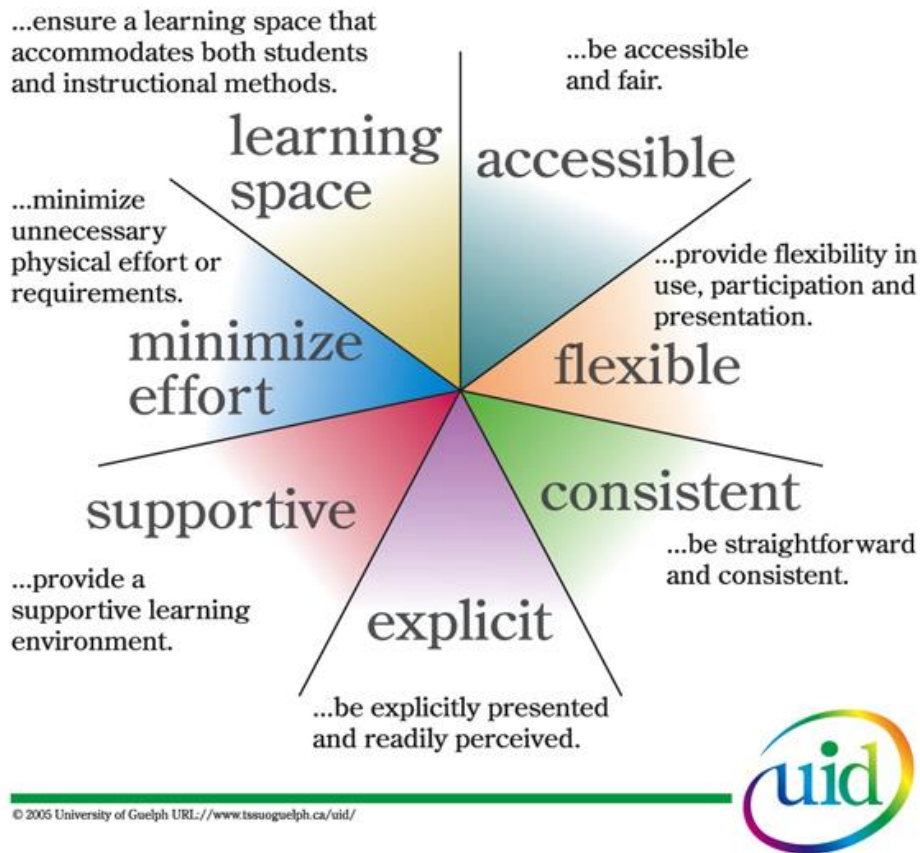 ...ensure a learning space that
accommodates both students
and instructional methods.
learning
space
...be accessible
and fair.
accessible
...provide flexibility in
use, participation and
presentation.
flexible
consistent
...be straightforward
and consistent.
explicit
...be explicitly presented
and readily perceived.
supportive
...provide a
supportive learning
environment.
...minimize
unnecessary
physical effort or
requirements.
minimize
effort
uid
© 2005 University of Guelph URL://www.tssuoguelph.ca/uid/